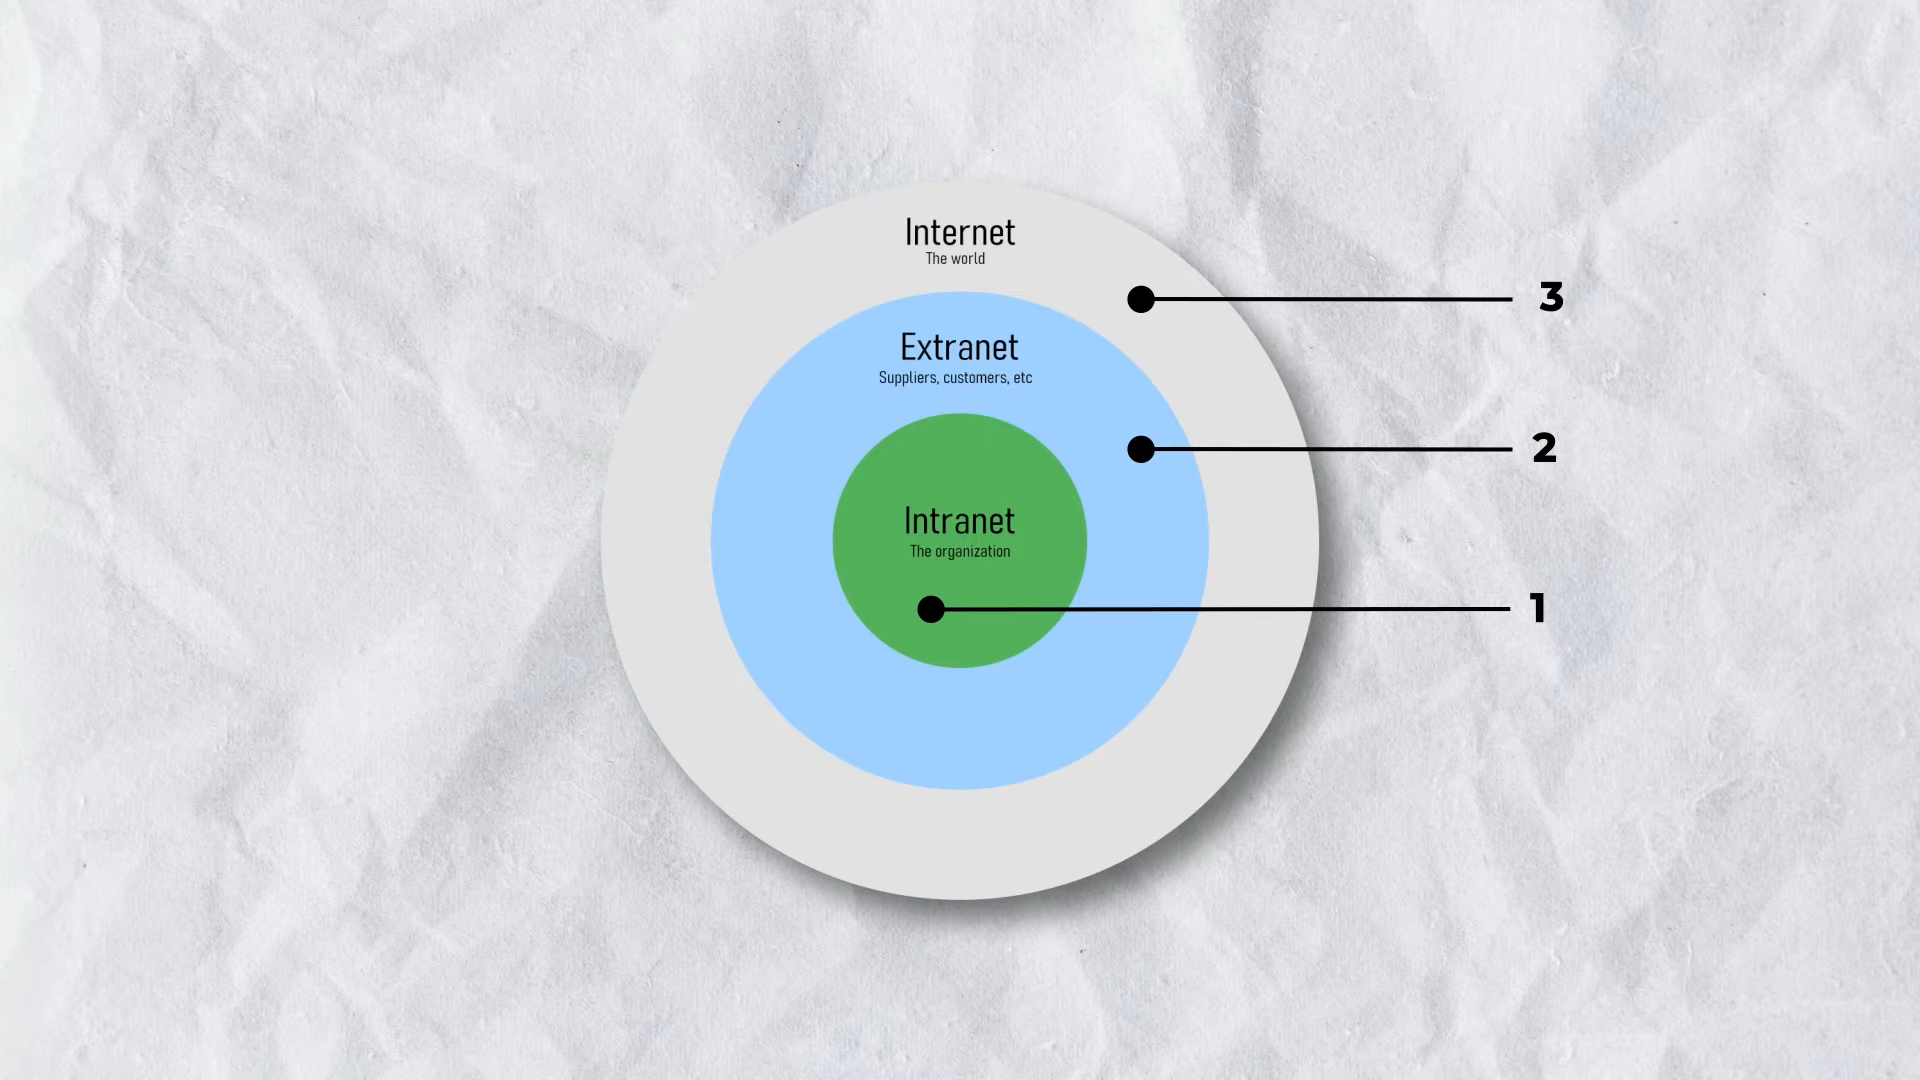 Internet
The world
3
Extranet
Suppliers, customers, etc
2
Intranet
The organization
1